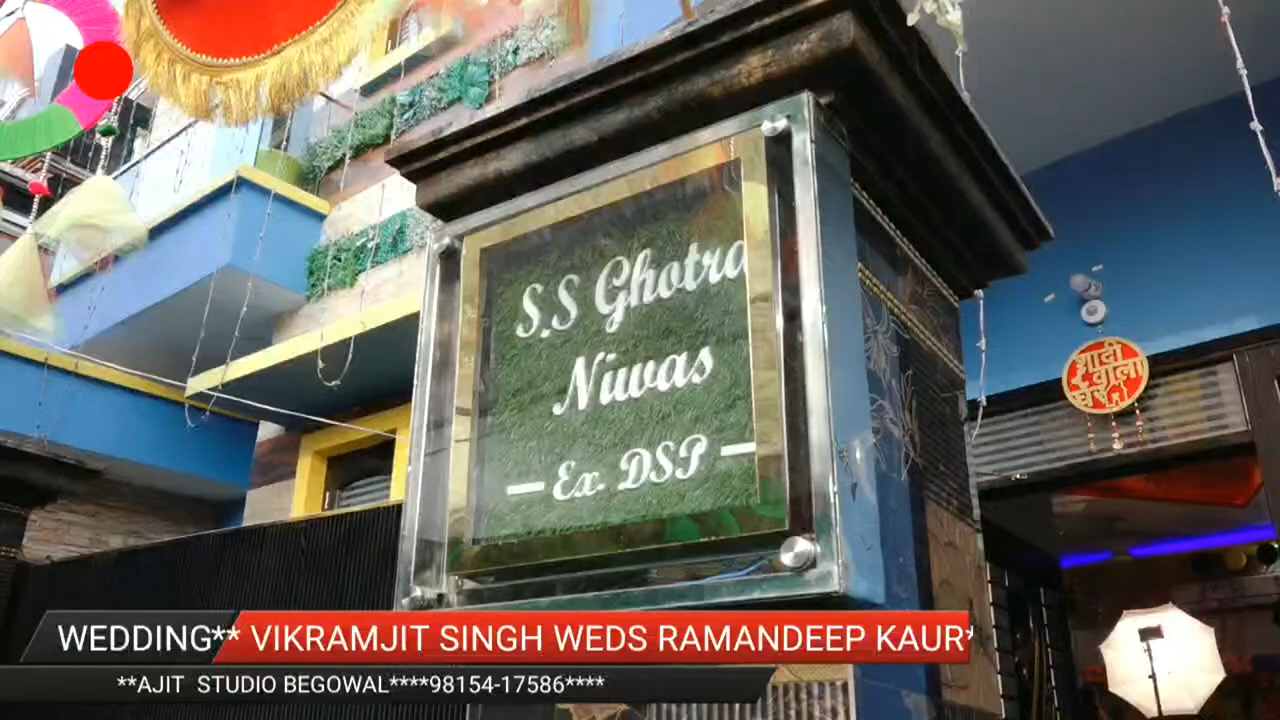 S.S Ghotra
Niwas
Ex. DSP
शादी
वाला
घर
WEDDING** VIKRAMJIT SINGH WEDS RAMANDEEP KAUR*
**AJIT STUDIO BEGOWAL****98154-17586****